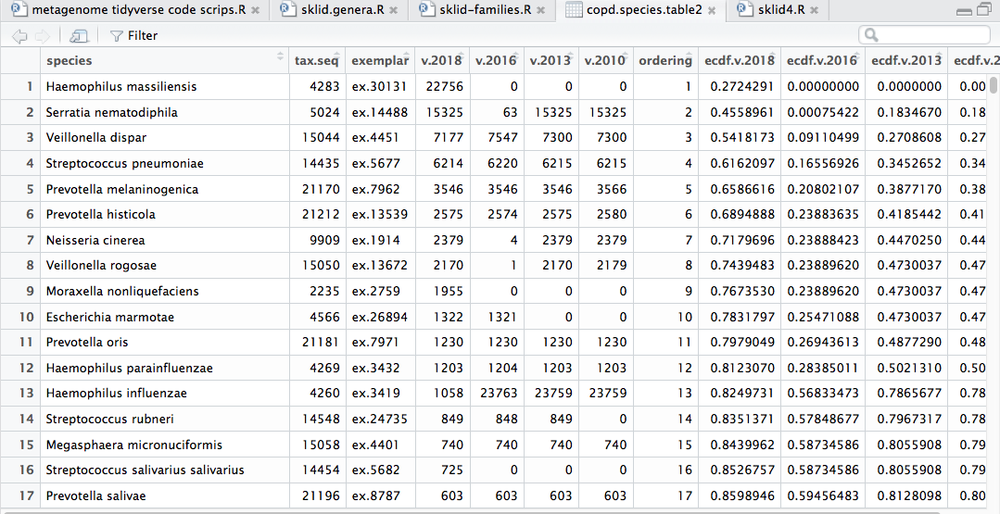 metagenome tidyverse code scrips.R sklid.genera.R sklid-families.R copd.species.table2 sklid4.R
Filter
species tax.seq exemplar v.2018 v.2016 v.2013 v.2010 ordering ecdf.v.2018 ecdf.v.2016 ecdf.v.2013 ecdf.v.2
1 Haemophilus massiliensis 4283 ex.30131 22756 0 0 0 1 0.2724291 0.00000000 0.0000000 0.00
2 Serratia nematodiphila 5024 ex.14488 15325 63 15325 15325 2 0.4558961 0.00075422 0.1834670 0.18
3 Veillonella dispar 15044 ex.4451 7177 7547 7300 7300 3 0.5418173 0.09110499 0.2708608 0.27
4 Streptococcus pneumoniae 14435 ex.5677 6214 6220 6215 6215 4 0.6162097 0.16556926 0.3452652 0.34
5 Prevotella melaninogenica 21170 ex.7962 3546 3546 3546 3566 5 0.6586616 0.20802107 0.3877170 0.38
6 Prevotella histicola 21212 ex.13539 2575 2574 2575 2580 6 0.6894888 0.23883635 0.4185442 0.41
7 Neisseria cinerea 9909 ex.1914 2379 4 2379 2379 7 0.7179696 0.23888423 0.4470250 0.44
8 Veillonella rogosae 15050 ex.13672 2170 1 2170 2179 8 0.7439483 0.23889620 0.4730037 0.47
9 Moraxella nonliquefaciens 2235 ex.2759 1955 0 0 0 9 0.7673530 0.23889620 0.4730037 0.47
10 Escherichia marmotae 4566 ex.26894 1322 1321 0 0 10 0.7831797 0.25471088 0.4730037 0.47
11 Prevotella oris 21181 ex.7971 1230 1230 1230 1230 11 0.7979049 0.26943613 0.4877290 0.48
12 Haemophilus parainfluenzae 4269 ex.3432 1203 1204 1203 1203 12 0.8123070 0.28385011 0.5021310 0.50
13 Haemophilus influenzae 4260 ex.3419 1058 23763 23759 23759 13 0.8249731 0.56833473 0.7865677 0.78
14 Streptococcus rubneri 14548 ex.24735 849 848 849 0 14 0.8351371 0.57848677 0.7967317 0.78
15 Megasphaera micronuciformis 15058 ex.4401 740 740 740 740 15 0.8439962 0.58734586 0.8055908 0.79
16 Streptococcus salivarius salivarius 14454 ex.5682 725 0 0 0 16 0.8526757 0.58734586 0.8055908 0.79
17 Prevotella salivae 21196 ex.8787 603 603 603 603 17 0.8598946 0.59456483 0.8128098 0.80